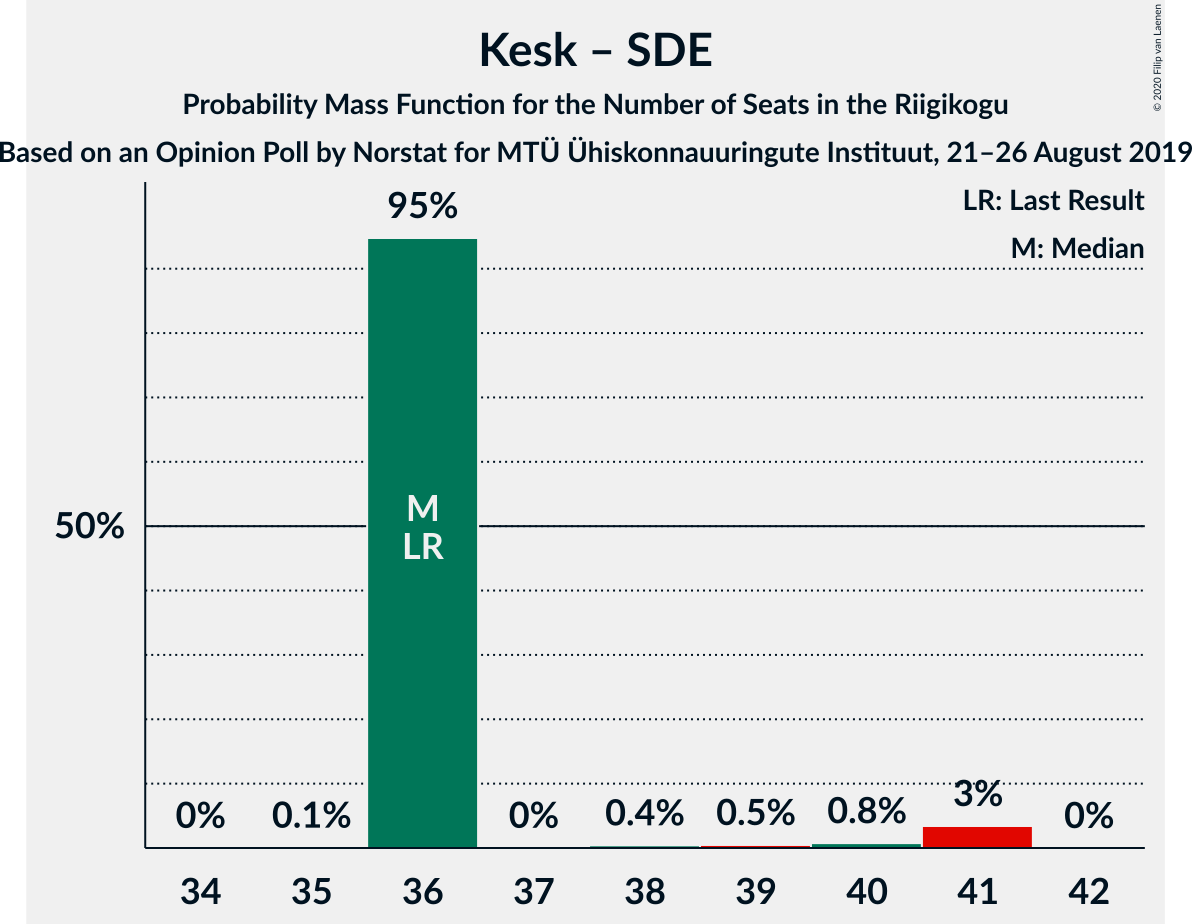 Kesk – SDE
Probability Mass Function for the Number of Seats in the Riigikogu
Based on an Opinion Poll by Norstat for MTÜ Ühiskonnauuringute Instituut, 21–26 August 2019
© 2020 Filip van Laenen
LR: Last Result
M: Median
95%
50%
M
LR
0% 0.1% 0% 0.4% 0.5% 0.8% 3% 0%
34 35 36 37 38 39 40 41 42